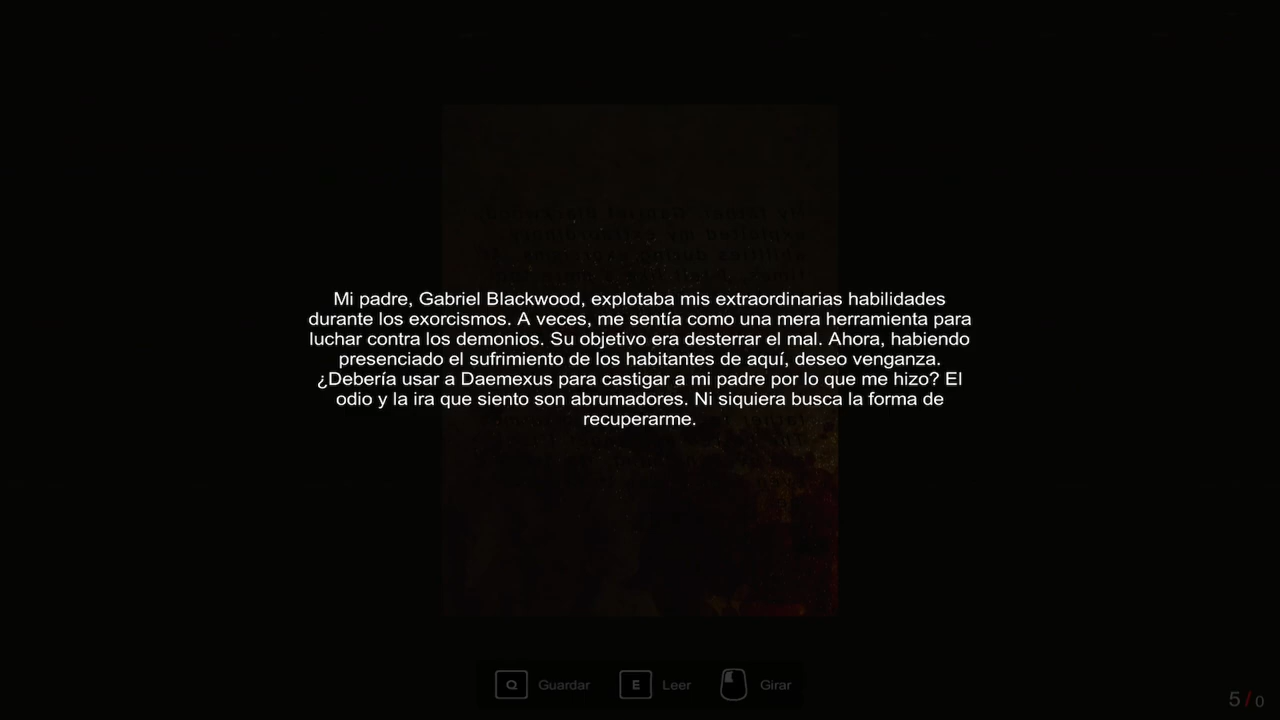 Mi padre, Gabriel Blackwood, explotaba mis extraordinarias habilidades
durante los exorcismos. A veces, me sentía como una mera herramienta para
luchar contra los demonios. Su objetivo era desterrar el mal. Ahora, habiendo
presenciado el sufrimiento de los habitantes de aquí, deseo venganza.
¿Debería usar a Daemexus para castigar a mi padre por lo que me hizo? El
odio y la ira que siento son abrumadores. Ni siquiera busca la forma de
recuperarme.
Q Guardar E Leer Girar
5/0